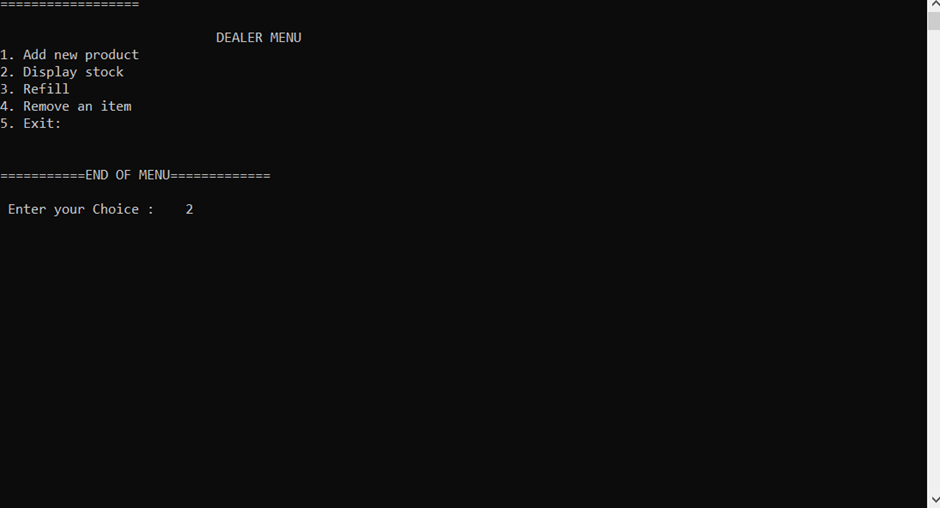 ==================
DEALER MENU
1. Add new product
2. Display stock
3. Refill
4. Remove an item
5. Exit:
===========END OF MENU=============
Enter your Choice :    2